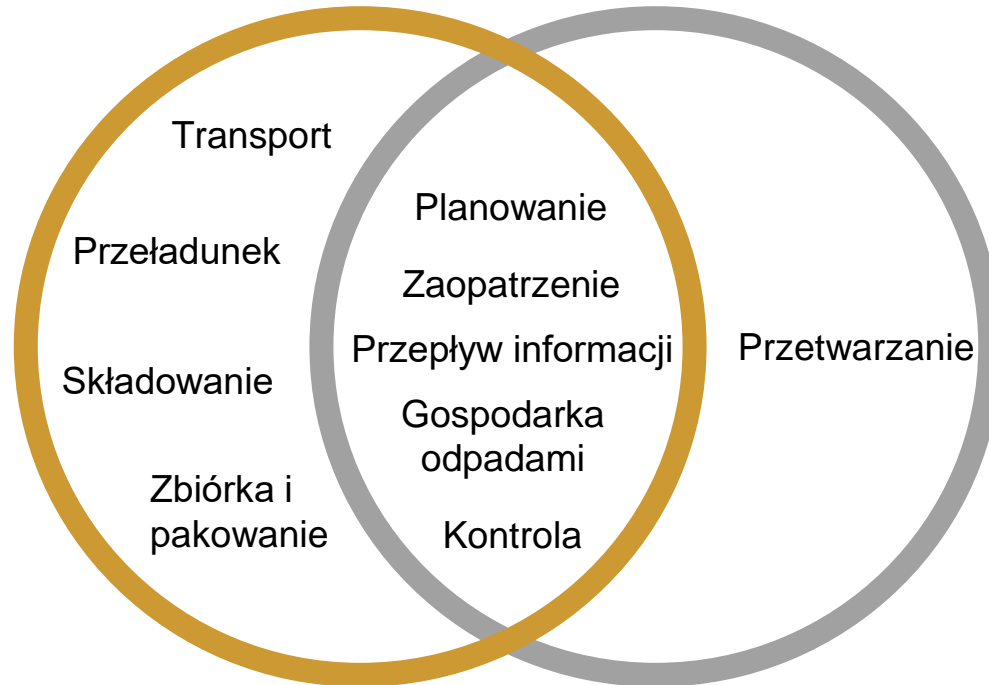 Transport
Przeładunek
Składowanie
Zbiórka i
pakowanie
Planowanie
Zaopatrzenie
Przepływ informacji
Gospodarka
odpadami
Kontrola
Przetwarzanie